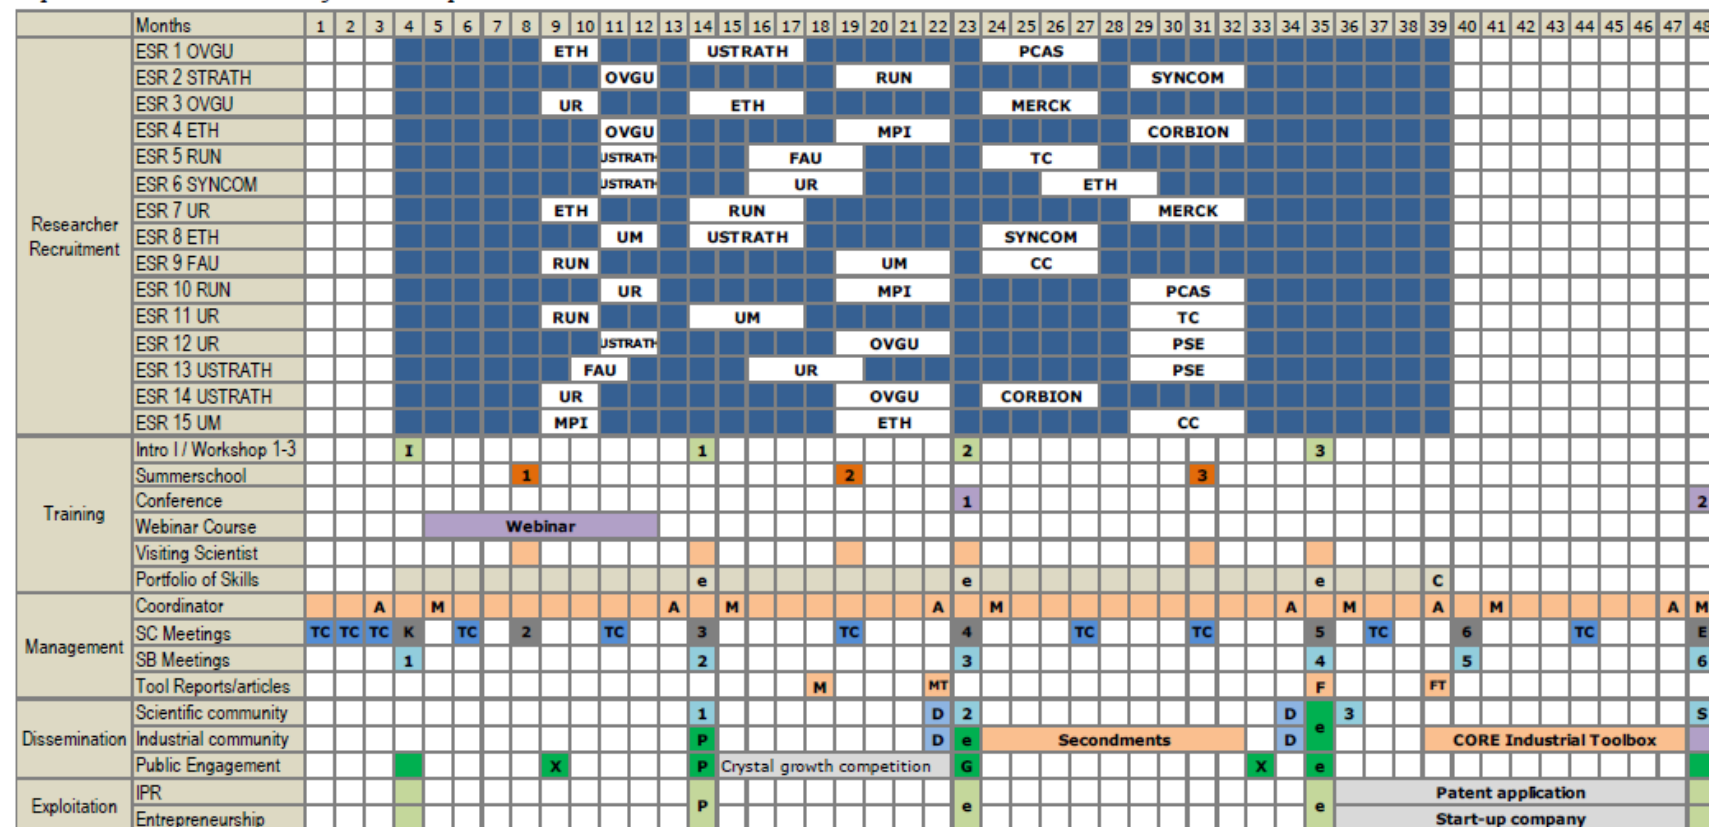 Months 1 2 3 4 5 6 7 8 9 10 11 12 13 14 15 16 17 18 19 20 21 22 23 24 25 26 27 28 29 30 31 32 33 34 35 36 37 38 39 40 41 42 43 44 45 46 47 48
Researcher Recruitment
ESR 1 OVGU ETH USTRATH PCAS
ESR 2 STRATH OVGU RUN SYNCOM
ESR 3 OVGU UR ETH MERCK
ESR 4 ETH OVGU MPI CORBION
ESR 5 RUN USTRATH FAU TC
ESR 6 SYNCOM USTRATH UR ETH
ESR 7 UR ETH RUN MERCK
ESR 8 ETH UM USTRATH SYNCOM
ESR 9 FAU RUN UM CC
ESR 10 RUN UR MPI PCAS
ESR 11 UR RUN UM TC
ESR 12 UR USTRATH OVGU PSE
ESR 13 USTRATH FAU UR PSE
ESR 14 USTRATH UR OVGU CORBION
ESR 15 UM MPI ETH CC
Training
Intro I / Workshop 1-3 I 1 2 3
Summerschool 1 2 3
Conference 1 2
Webinar Course Webinar
Visiting Scientist
Portfolio of Skills e e e C
Management
Coordinator A M A M A M A M A M A M
SC Meetings TC TC TC K TC 2 TC 3 TC 4 TC TC 5 TC 6 TC E
SB Meetings 1 2 3 4 5 6
Tool Reports/articles M MT F FT
Dissemination
Scientific community 1 D 2 D e 3 S
Industrial community P D e Secondments D CORE Industrial Toolbox
Public Engagement X P Crystal growth competition G X e
Exploitation
IPR P e e Patent application
Entrepreneurship Start-up company